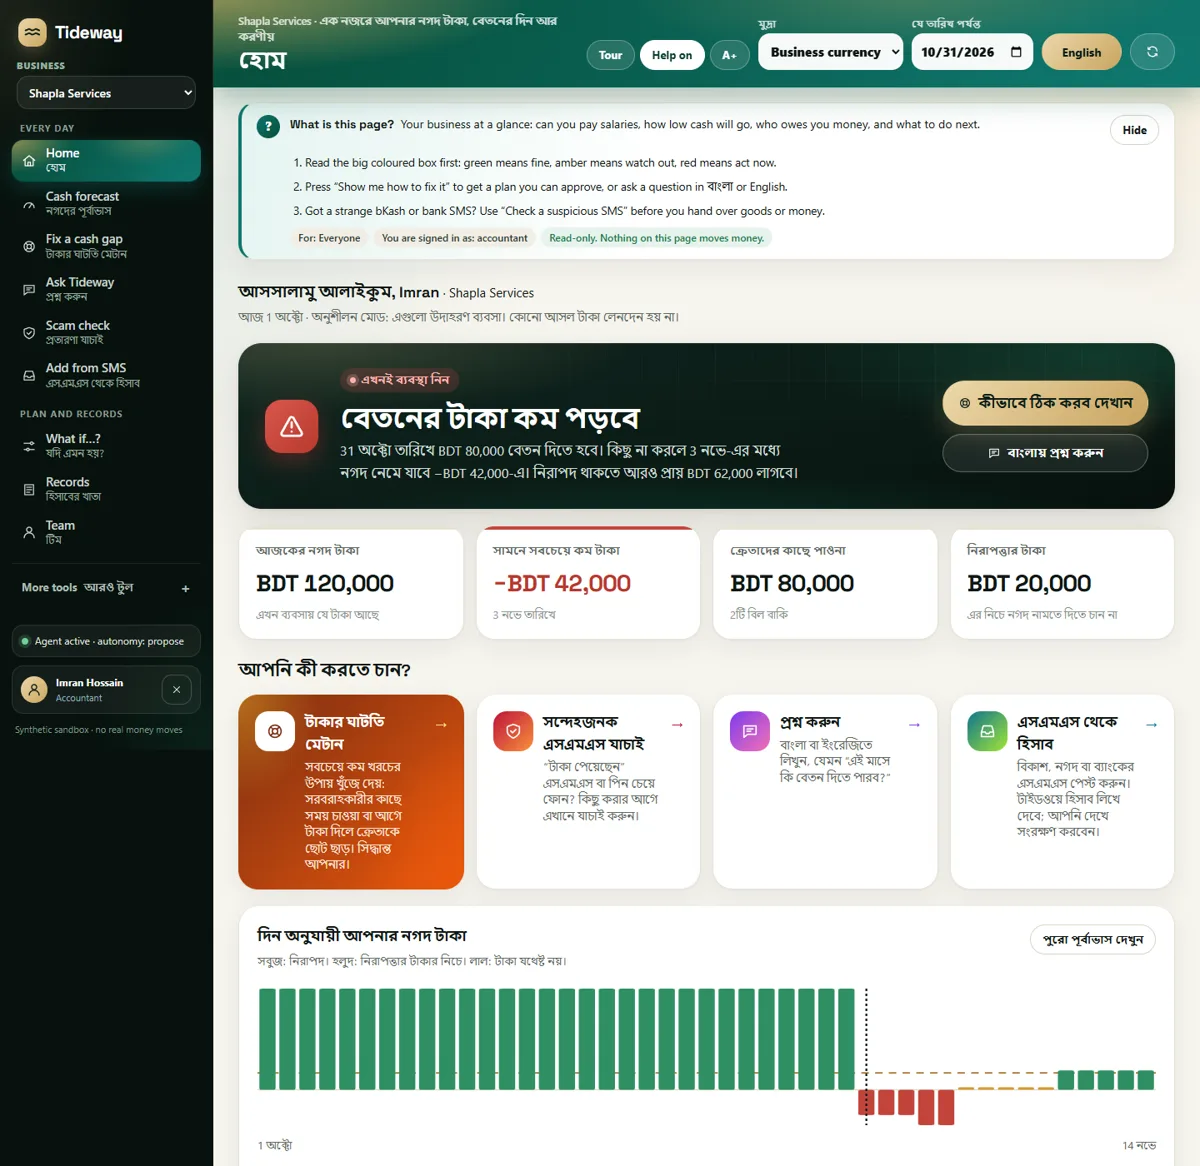 Tideway
BUSINESS
Shapla Services
EVERY DAY
Home
হোম
Cash forecast
নগদের পূর্বাভাস
Fix a cash gap
টাকার ঘাটতি মেটান
Ask Tideway
প্রশ্ন করুন
Scam check
প্রতারণা যাচাই
Add from SMS
এসএমএস থেকে হিসাব
PLAN AND RECORDS
What if...?
যদি এমন হয়?
Records
হিসাবের খাতা
Team
টিম
More tools আরও টুল +
Agent active · autonomy: propose
Imran Hossain
Accountant
Synthetic sandbox · no real money moves
Shapla Services · এক নজরে আপনার নগদ টাকা, বেতনের দিন আর
করণীয়
হোম
Tour
Help on
A+
মুদ্রা
Business currency
যে তারিখ পর্যন্ত
10/31/2026
English
? What is this page? Your business at a glance: can you pay salaries, how low cash will go, who owes you money, and what to do next.
Hide
1. Read the big coloured box first: green means fine, amber means watch out, red means act now.
2. Press “Show me how to fix it” to get a plan you can approve, or ask a question in বাংলা or English.
3. Got a strange bKash or bank SMS? Use “Check a suspicious SMS” before you hand over goods or money.
For: Everyone
You are signed in as: accountant
Read-only. Nothing on this page moves money.
আসসালামু আলাইকুম, Imran · Shapla Services
আজ 1 অক্টো · অনুশীলন মোড: এগুলো উদাহরণ ব্যবসা। কোনো আসল টাকা লেনদেন হয় না।
এখনই ব্যবস্থা নিন
বেতনের টাকা কম পড়বে
31 অক্টো তারিখে BDT 80,000 বেতন দিতে হবে। কিছু না করলে 3 নভে-এর মধ্যে
নগদ নেমে যাবে −BDT 42,000-এ। নিরাপদ থাকতে আরও প্রায় BDT 62,000 লাগবে।
কীভাবে ঠিক করব দেখান
বাংলায় প্রশ্ন করুন
আজকের নগদ টাকা
BDT 120,000
এখন ব্যবসায় যে টাকা আছে
সামনে সবচেয়ে কম টাকা
−BDT 42,000
3 নভে তারিখে
ক্রেতাদের কাছে পাওনা
BDT 80,000
2টি বিল বাকি
নিরাপত্তার টাকা
BDT 20,000
এর নিচে নগদ নামতে দিতে চান না
আপনি কী করতে চান?
টাকার ঘাটতি
মেটান
সবচেয়ে কম খরচের
উপায় খুঁজে দেয়:
সরবরাহকারীর কাছে
সময় চাওয়া বা আগে
টাকা দিলে ক্রেতাকে
ছোট ছাড়। সিদ্ধান্ত
আপনার।
সন্দেহজনক
এসএমএস যাচাই
“টাকা পেয়েছেন”
এসএমএস বা পিন চেয়ে
ফোন? কিছু করার আগে
এখানে যাচাই করুন।
প্রশ্ন করুন
বাংলা বা ইংরেজিতে
লিখুন, যেমন “এই মাসে
কি বেতন দিতে পারব?”
এসএমএস থেকে
হিসাব
বিকাশ, নগদ বা ব্যাংকের
এসএমএস পেস্ট করুন।
টাইডওয়ে হিসাব লিখে
দেবে; আপনি দেখে
সংরক্ষণ করবেন।
দিন অনুযায়ী আপনার নগদ টাকা
সবুজ: নিরাপদ। হলুদ: নিরাপত্তার টাকার নিচে। লাল: টাকা যথেষ্ট নয়।
পুরো পূর্বাভাস দেখুন
1 অক্টো
14 নভে